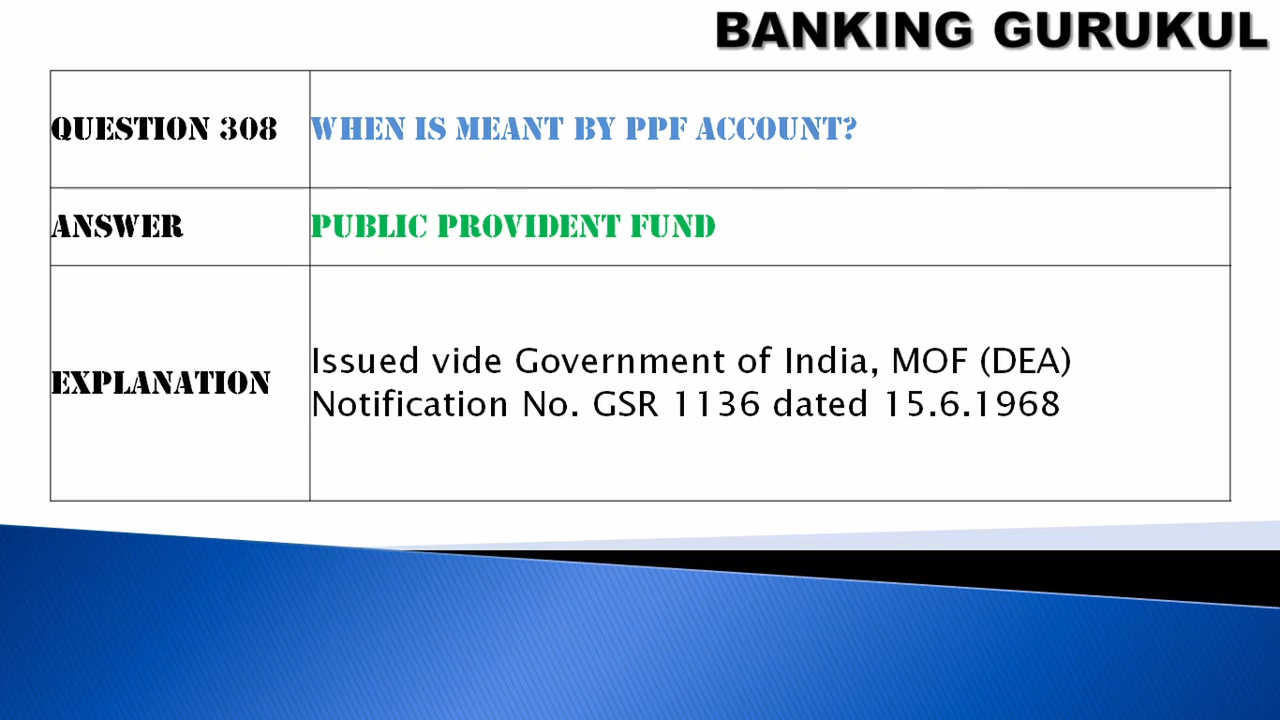 BANKING GURUKUL
QUESTION 308
WHEN IS MEANT BY PPF ACCOUNT?
ANSWER
PUBLIC PROVIDENT FUND
EXPLANATION
Issued vide Government of India, MOF (DEA)
Notification No. GSR 1136 dated 15.6.1968